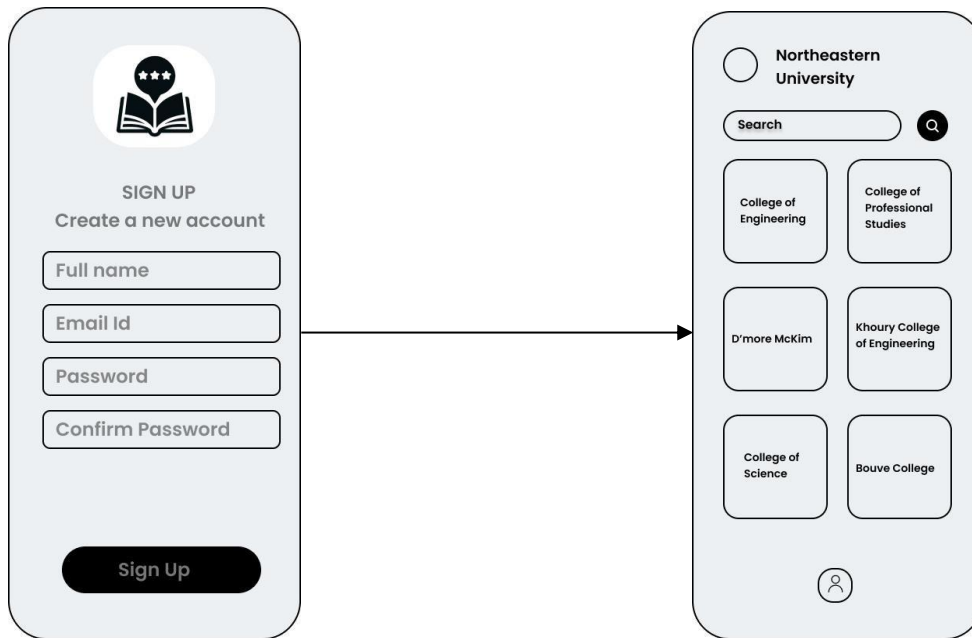 SIGN UP
Create a new account
Full name
Email Id
Password
Confirm Password
Sign Up
Northeastern
University
Search
College of
Engineering
College of
Professional
Studies
D'more McKim
Khoury College
of Engineering
College of
Science
Bouve College